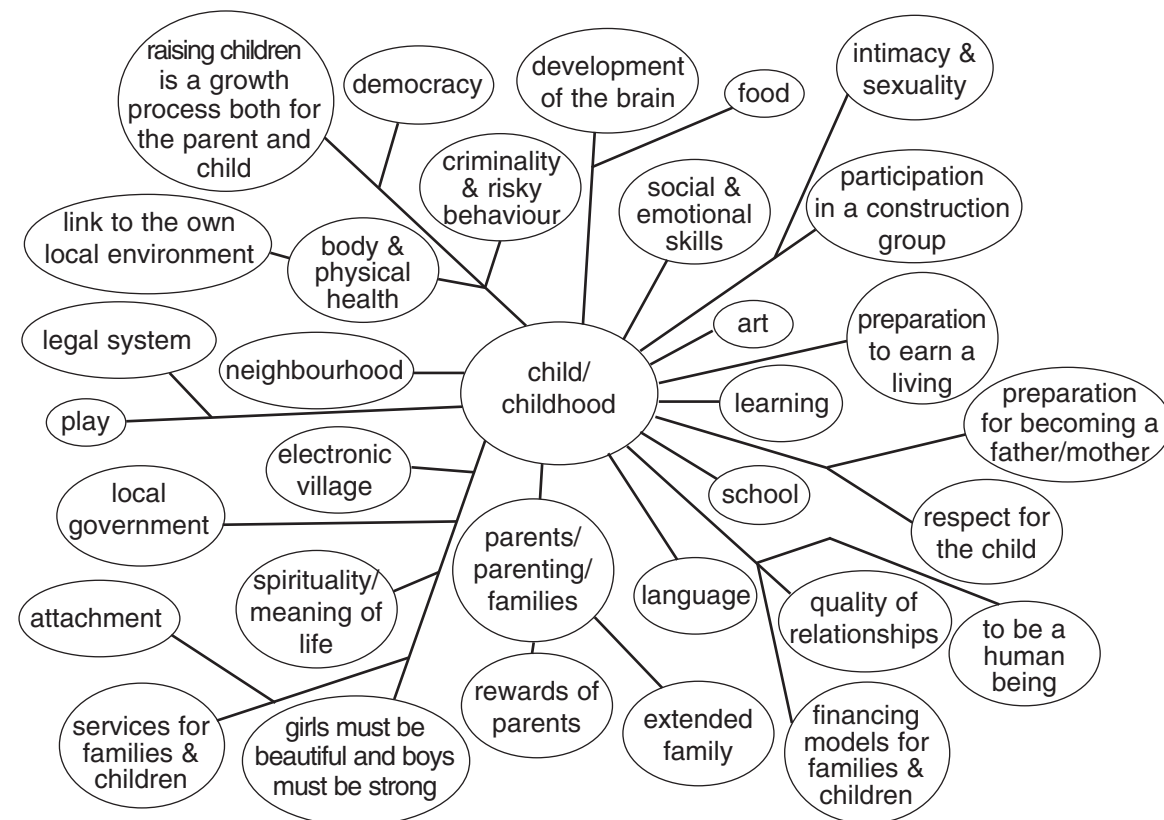 raising children
is a growth
process both for
the parent and
child
democracy
development
of the brain
food
intimacy &
sexuality
criminality
& risky
behaviour
social &
emotional
skills
participation
in a construction
group
link to the own
local environment
body &
physical
health
legal system
neighbourhood
child/
childhood
art
preparation
to earn a
living
play
learning
preparation
for becoming a
father/mother
electronic
village
school
local
government
parents/
parenting/
families
respect for
the child
spirituality/
meaning of
life
language
quality of
relationships
attachment
to be a
human
being
services for
families &
children
girls must be
beautiful and boys
must be strong
rewards of
parents
extended
family
financing
models for
families &
children